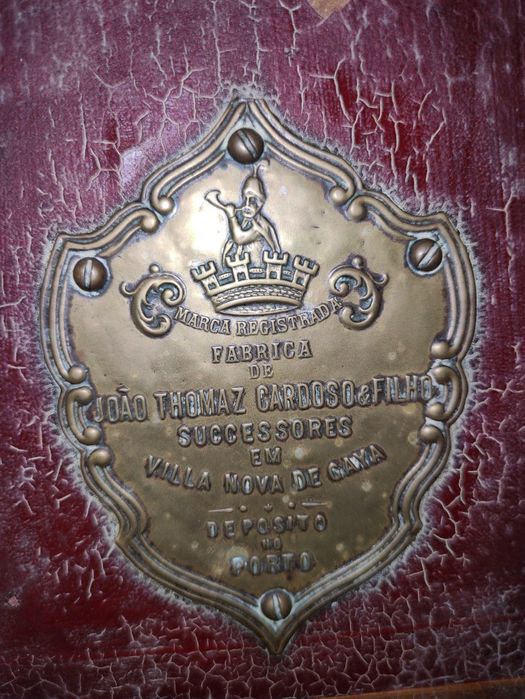 MARCA REGISTRADA
FABRICA
DE
JOÃO THOMAZ CARDOSO & FILHO
SUCCESSORES
EM
VILLA NOVA DE GAYA
DEPOSITO
NO
PORTO